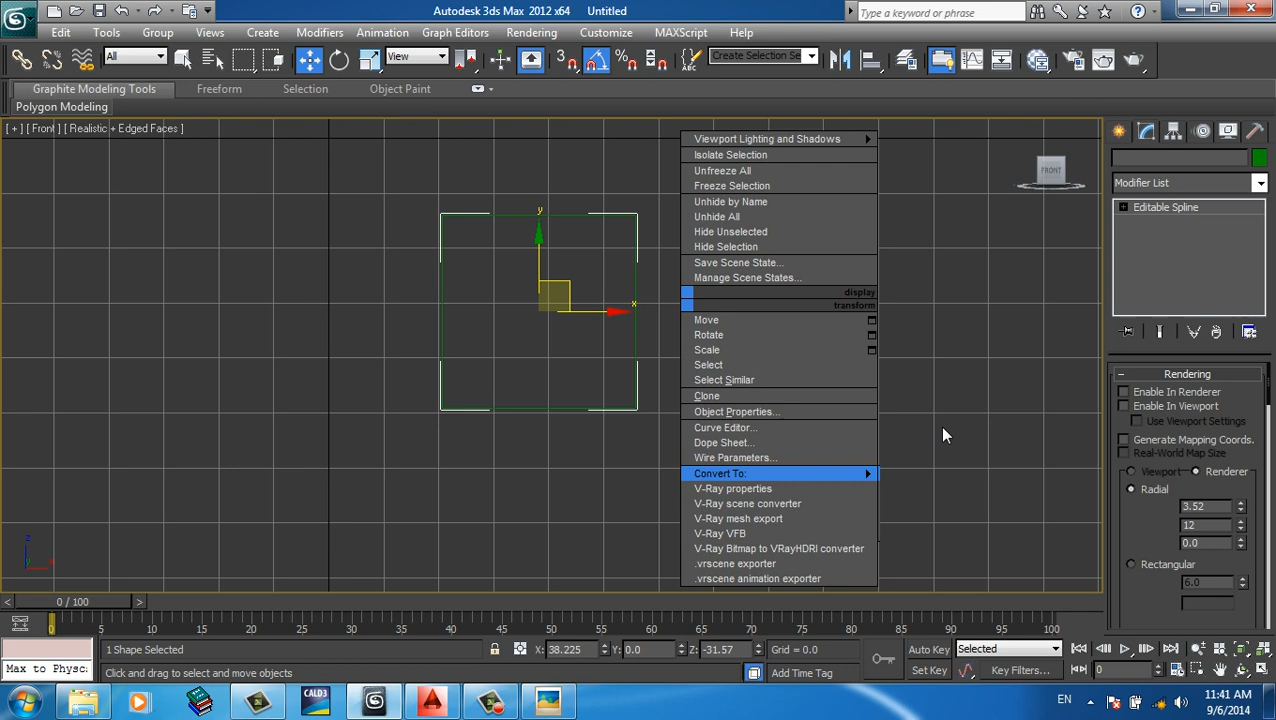 Autodesk 3ds Max 2012 x64 Untitled
Type a keyword or phrase
Edit Tools Group Views Create Modifiers Animation Graph Editors Rendering Customize MAXScript Help
All View 3 Create Selection Se
Graphite Modeling Tools Freeform Selection Object Paint
Polygon Modeling
[ + ] [ Front ] [ Realistic + Edged Faces ]
FRONT
y
x
z
x
Viewport Lighting and Shadows
Isolate Selection
Unfreeze All
Freeze Selection
Unhide by Name
Unhide All
Hide Unselected
Hide Selection
Save Scene State...
Manage Scene States...
display
transform
Move
Rotate
Scale
Select
Select Similar
Clone
Object Properties...
Curve Editor...
Dope Sheet...
Wire Parameters...
Convert To:
V-Ray properties
V-Ray scene converter
V-Ray mesh export
V-Ray VFB
V-Ray Bitmap to VRayHDRI converter
.vrscene exporter
.vrscene animation exporter
Modifier List
Editable Spline
Rendering
Enable In Renderer
Enable In Viewport
Use Viewport Settings
Generate Mapping Coords.
Real-World Map Size
Viewport Renderer
Radial
3.52
12
0.0
Rectangular
6.0
< 0 / 100 >
0 5 10 15 20 25 30 35 40 45 50 55 60 65 70 75 80 85 90 95 100
1 Shape Selected X: 38.225 Y: 0.0 Z: -31.57 Grid = 0.0 Auto Key Selected
Max to Physc Click and drag to select and move objects Add Time Tag Set Key Key Filters... 0
CALD3
EN
11:41 AM
9/6/2014